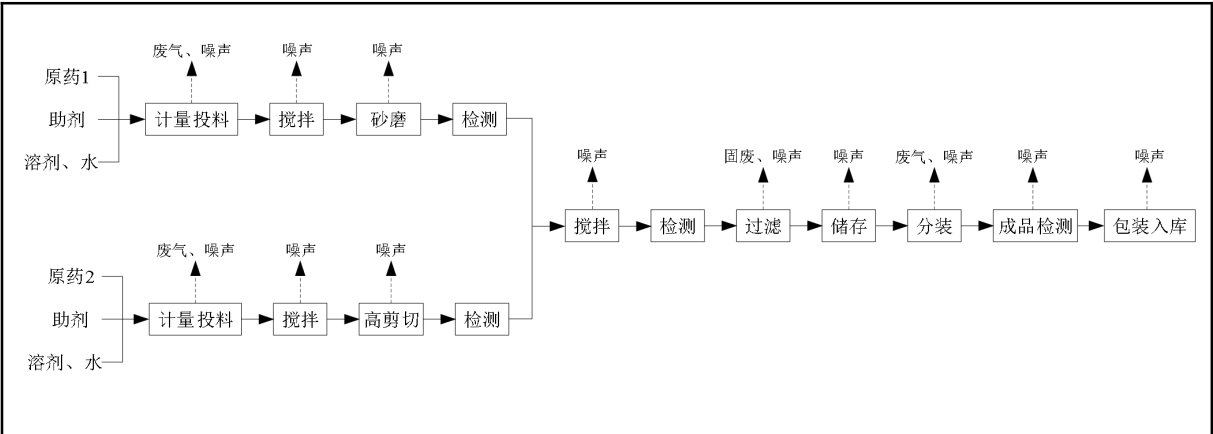 废气、噪声
噪声
噪声
原药1
助剂
溶剂、水
计量投料
搅拌
砂磨
检测
噪声
固废、噪声
噪声
废气、噪声
噪声
噪声
搅拌
检测
过滤
储存
分装
成品检测
包装入库
废气、噪声
噪声
噪声
原药2
助剂
溶剂、水
计量投料
搅拌
高剪切
检测